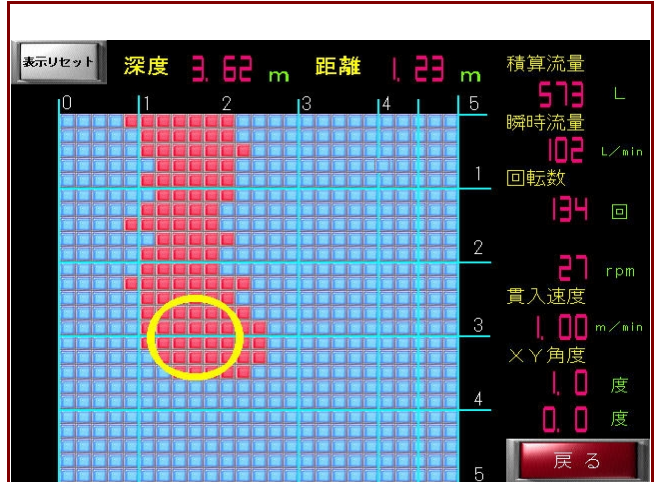 表示リセット 深度 3.62 m 距離 1.23 m
積算流量
573 L
瞬時流量
102 L/min
回転数
134 回
27 rpm
貫入速度
1.00 m/min
XY角度
1.0 度
0.0 度
戻る
0 1 2 3 4 5
1
2
3
4
5